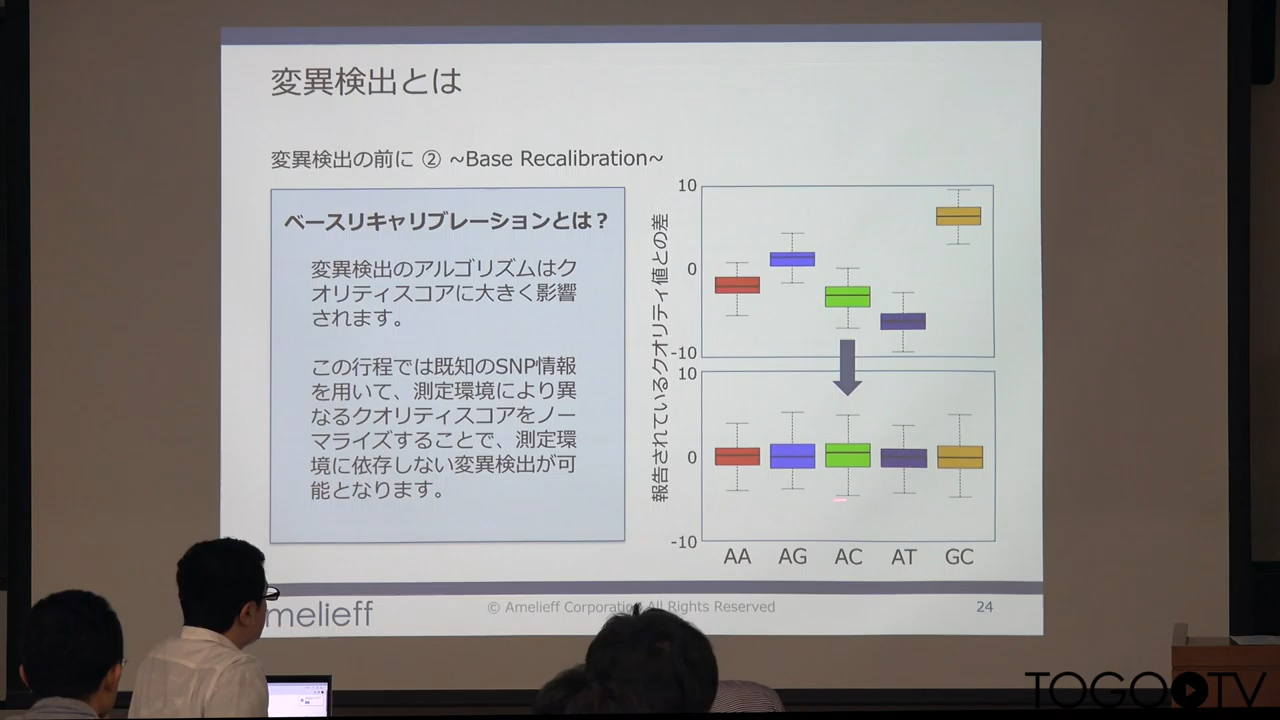 変異検出とは
変異検出の前に ② ~Base Recalibration~
ベースリキャリブレーションとは？
変異検出のアルゴリズムはク
オリティスコアに大きく影響
されます。
この行程では既知のSNP情報
を用いて、測定環境により異
なるクオリティスコアをノー
マライズすることで、測定環
境に依存しない変異検出が可
能となります。
報告されているクオリティ値との差
10
0
-10
10
0
-10
AA AG AC AT GC
melieff
© Amelieff Corporation All Rights Reserved
24
TOGO TV